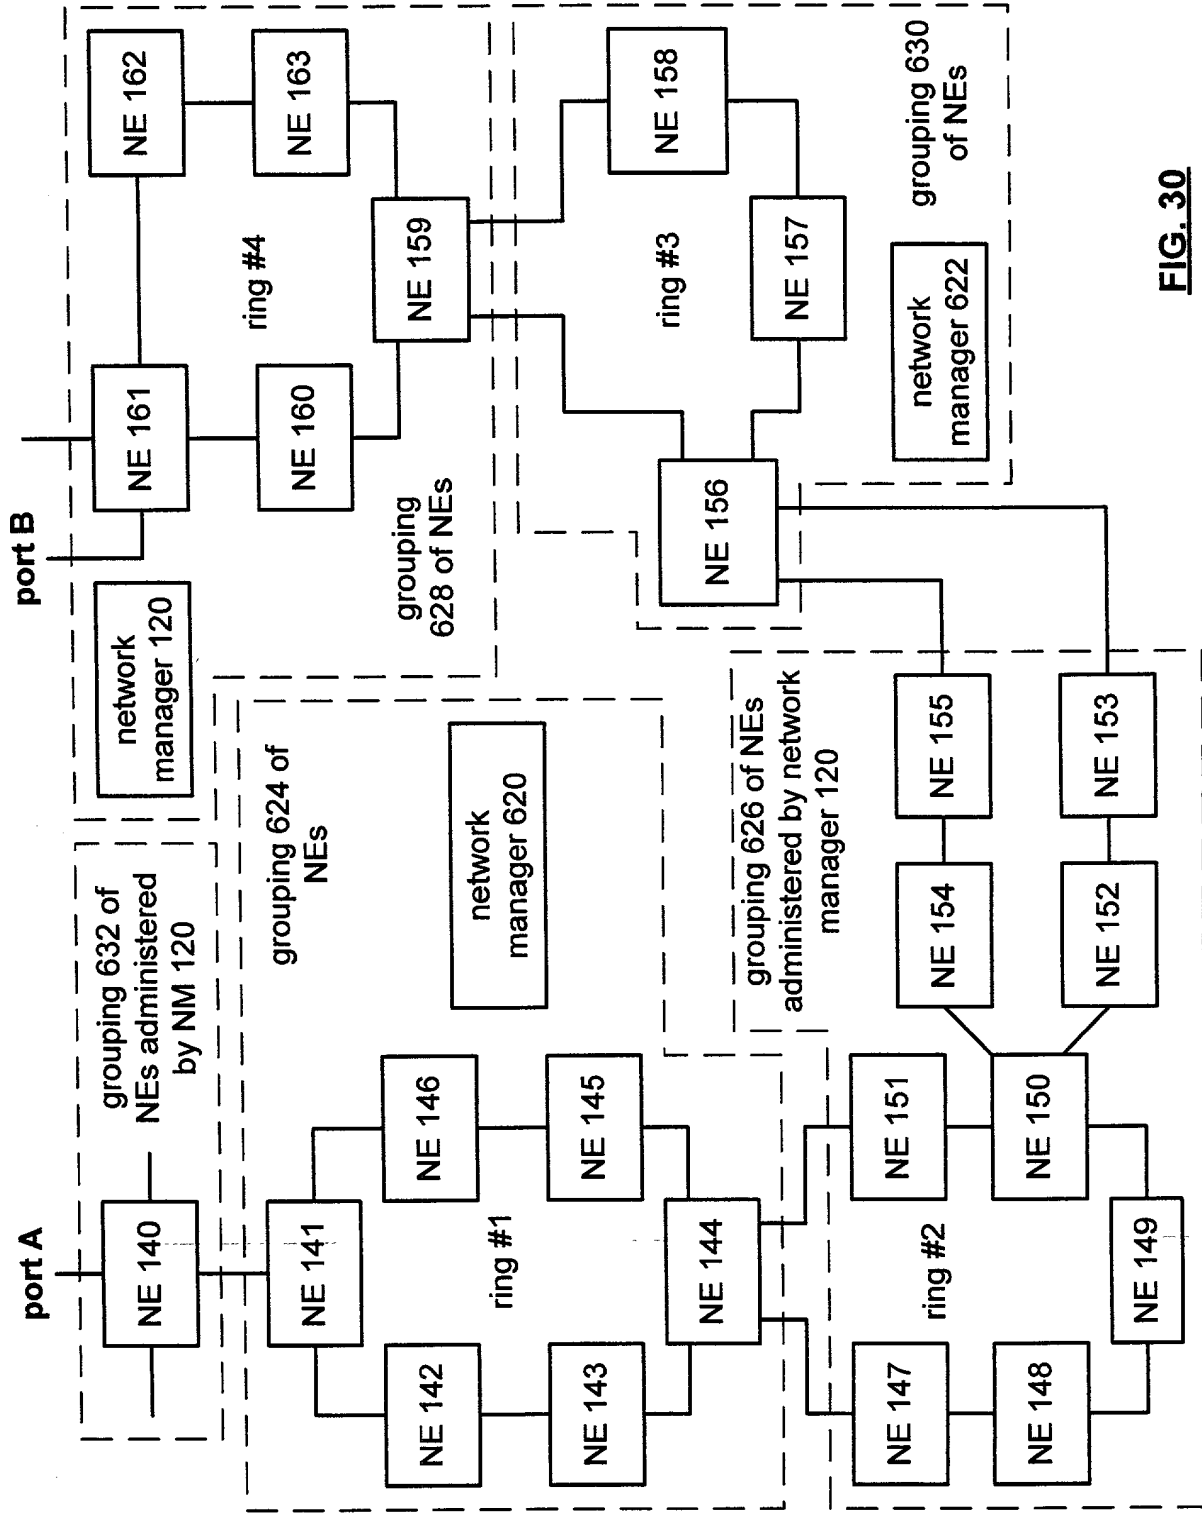 port A
NE 140
grouping 632 of
NEs administered
by NM 120
NE 141
NE 142
NE 146
ring #1
NE 143
NE 145
NE 144
grouping 624 of
NEs
network
manager 620
NE 147
NE 151
ring #2
NE 148
NE 150
NE 149
grouping 626 of NEs
administered by network
manager 120
NE 154
NE 155
NE 152
NE 153
port B
network
manager 120
NE 161
NE 162
ring #4
NE 160
NE 163
NE 159
grouping
628 of NEs
NE 156
ring #3
NE 158
NE 157
network
manager 622
grouping 630
of NEs
FIG. 30